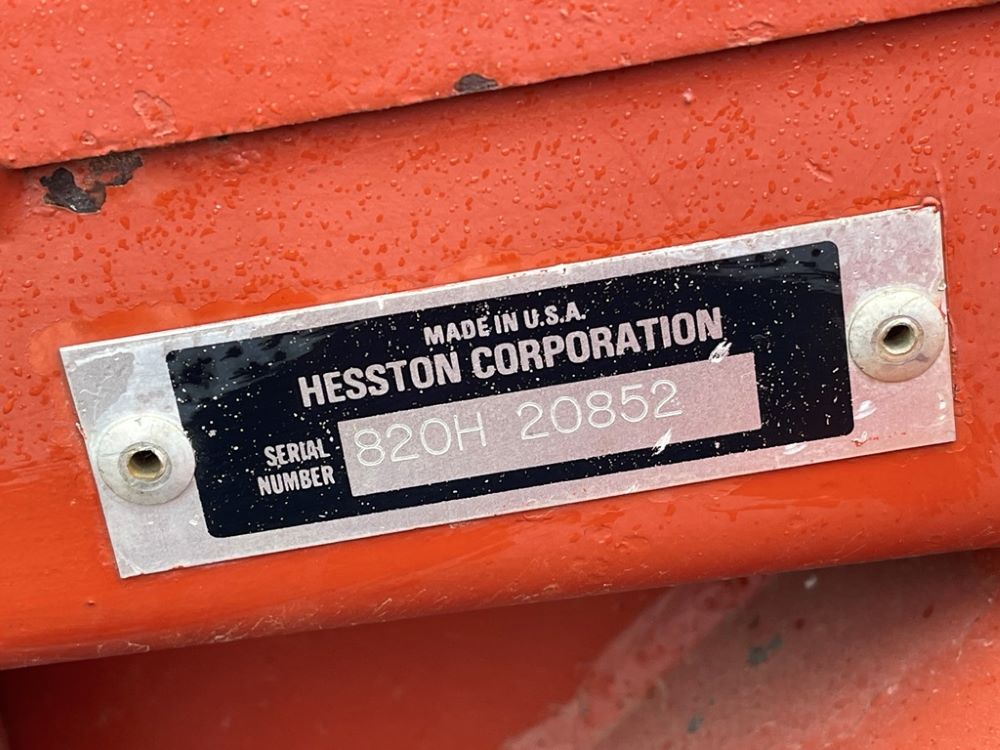 MADE IN U.S.A.
HESSTON CORPORATION
SERIAL NUMBER
820H 20852